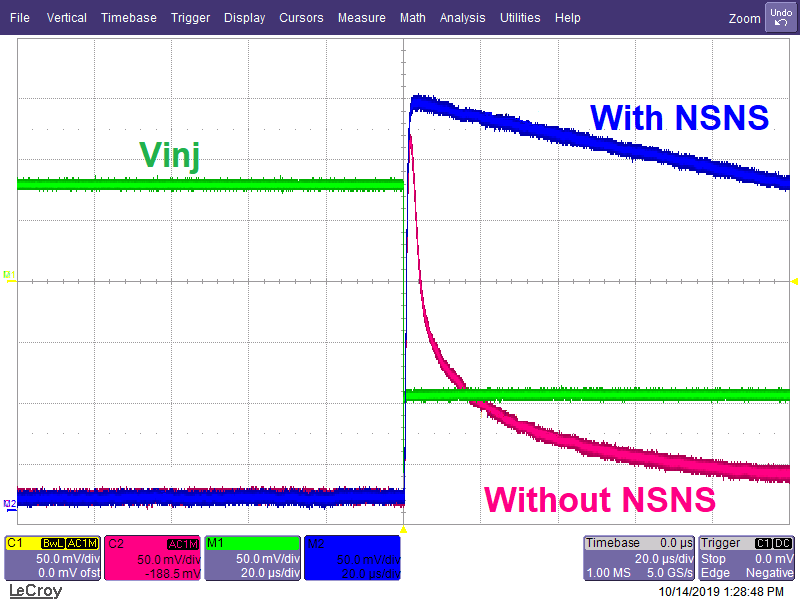 File Vertical Timebase Trigger Display Cursors Measure Math Analysis Utilities Help Zoom Undo
With NSNS
Vinj
M1
Without NSNS
M2
C1 BwL AC1M
50.0 mV/div
0.0 mV ofst
C2 AC1M
50.0 mV/div
-188.5 mV
M1
50.0 mV/div
20.0 µs/div
M2
50.0 mV/div
20.0 µs/div
Timebase 0.0 µs
20.0 µs/div
1.00 MS 5.0 GS/s
Trigger C1 DC
Stop 0.0 mV
Edge Negative
LeCroy
10/14/2019 1:28:48 PM